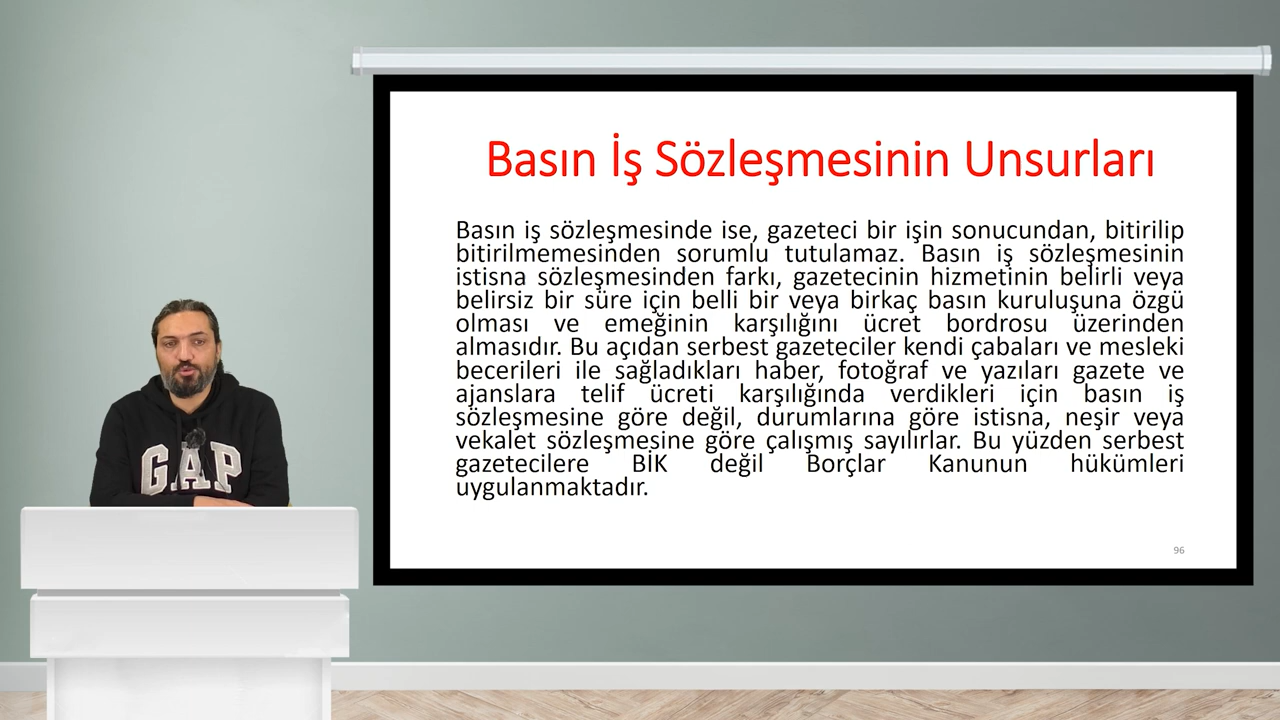 Basın İş Sözleşmesinin Unsurları
Basın iş sözleşmesinde ise, gazeteci bir işin sonucundan, bitirilip
bitirilmemesinden sorumlu tutulamaz. Basın iş sözleşmesinin
istisna sözleşmesinden farkı, gazetecinin hizmetinin belirli veya
belirsiz bir süre için belli bir veya birkaç basın kuruluşuna özgü
olması ve emeğinin karşılığını ücret bordrosu üzerinden
almasıdır. Bu açıdan serbest gazeteciler kendi çabaları ve mesleki
becerileri ile sağladıkları haber, fotoğraf ve yazıları gazete ve
ajanslara telif ücreti karşılığında verdikleri için basın iş
sözleşmesine göre değil, durumlarına göre istisna, neşir veya
vekalet sözleşmesine göre çalışmış sayılırlar. Bu yüzden serbest
gazetecilere BİK değil Borçlar Kanunun hükümleri
uygulanmaktadır.
96
GAP